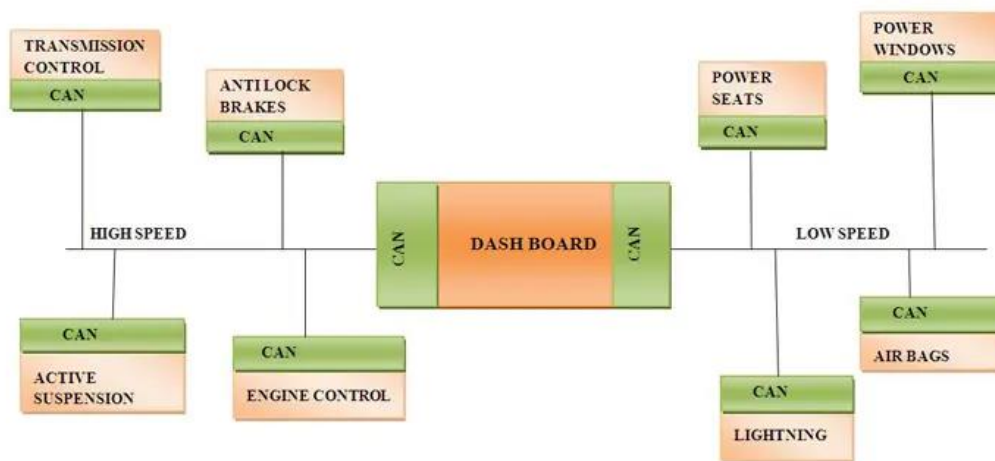 TRANSMISSION
CONTROL
CAN
ANTI LOCK
BRAKES
CAN
POWER
SEATS
CAN
POWER
WINDOWS
CAN
HIGH SPEED
CAN
DASH BOARD
CAN
LOW SPEED
CAN
ACTIVE
SUSPENSION
CAN
ENGINE CONTROL
CAN
LIGHTNING
CAN
AIR BAGS